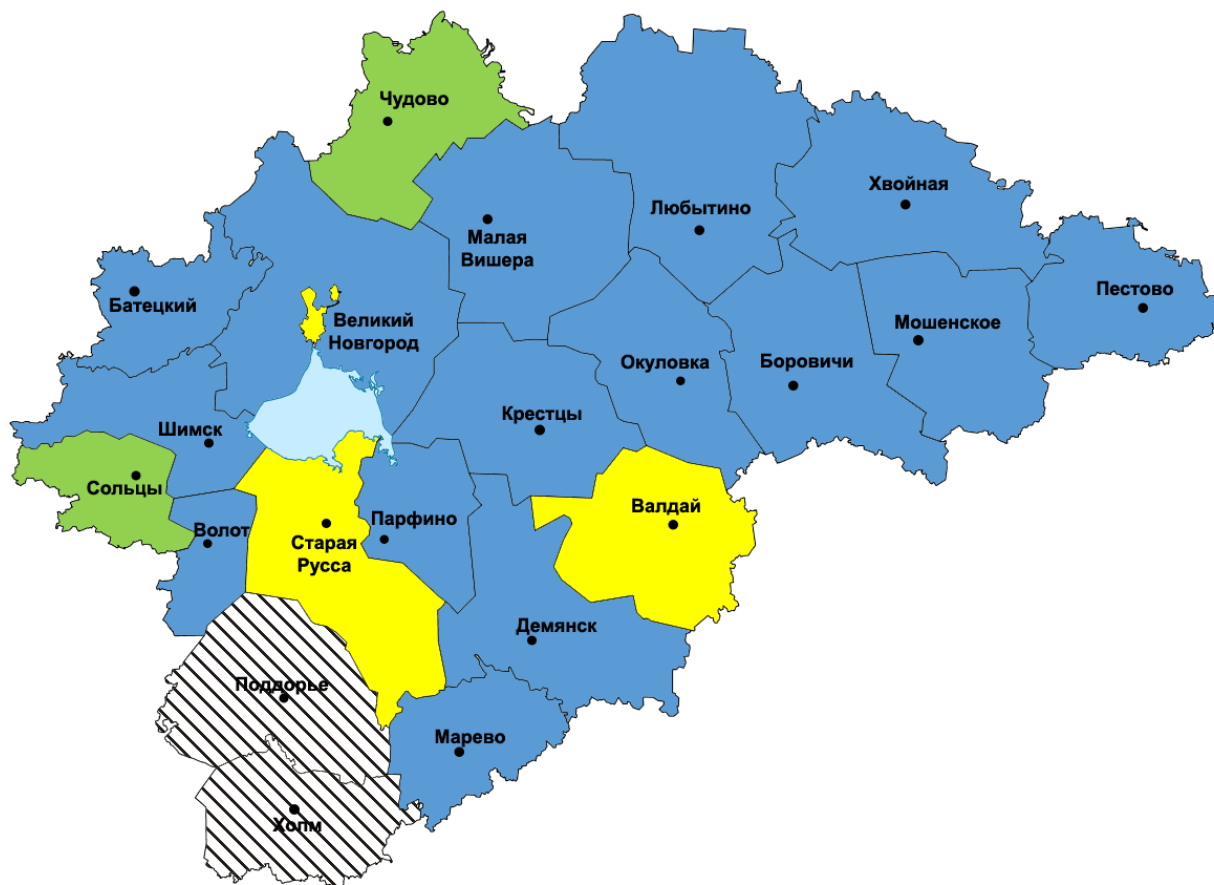 Чудово
Хвойная
Любытино
Малая
Вишера
Батецкий
Пестово
Великий
Новгород
Мошенское
Окуловка
Боровичи
Крестцы
Шимск
Сольцы
Валдай
Волот
Парфино
Старая
Русса
Демянск
Поддорье
Марево
Холм